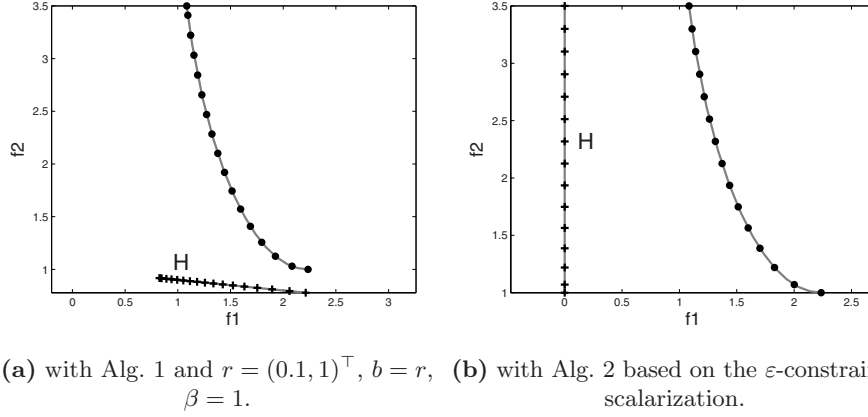 3.5
3
2.5
2
1.5
1
f2
H
0
0.5
1
1.5
2
2.5
3
f1
3.5
3
2.5
2
1.5
1
f2
H
0
0.5
1
1.5
2
2.5
f1
(a) with Alg. 1 and r = (0.1, 1)⊤, b = r,
β = 1.
(b) with Alg. 2 based on the ε-constrai
scalarization.